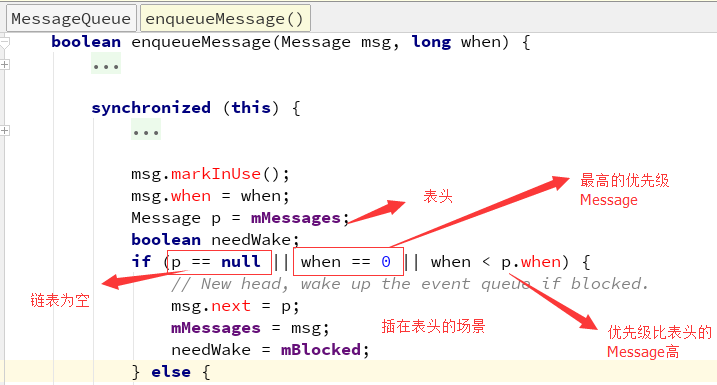 MessageQueue enqueueMessage()
boolean enqueueMessage(Message msg, long when) {
...
synchronized (this) {
...
msg.markInUse();
msg.when = when;
Message p = mMessages;
boolean needWake;
if (p == null || when == 0 || when < p.when) {
// New head, wake up the event queue if blocked.
msg.next = p;
mMessages = msg;
needWake = mBlocked;
} else {
表头
最高的优先级
Message
链表为空
插在表头的场景
优先级比表头的
Message高